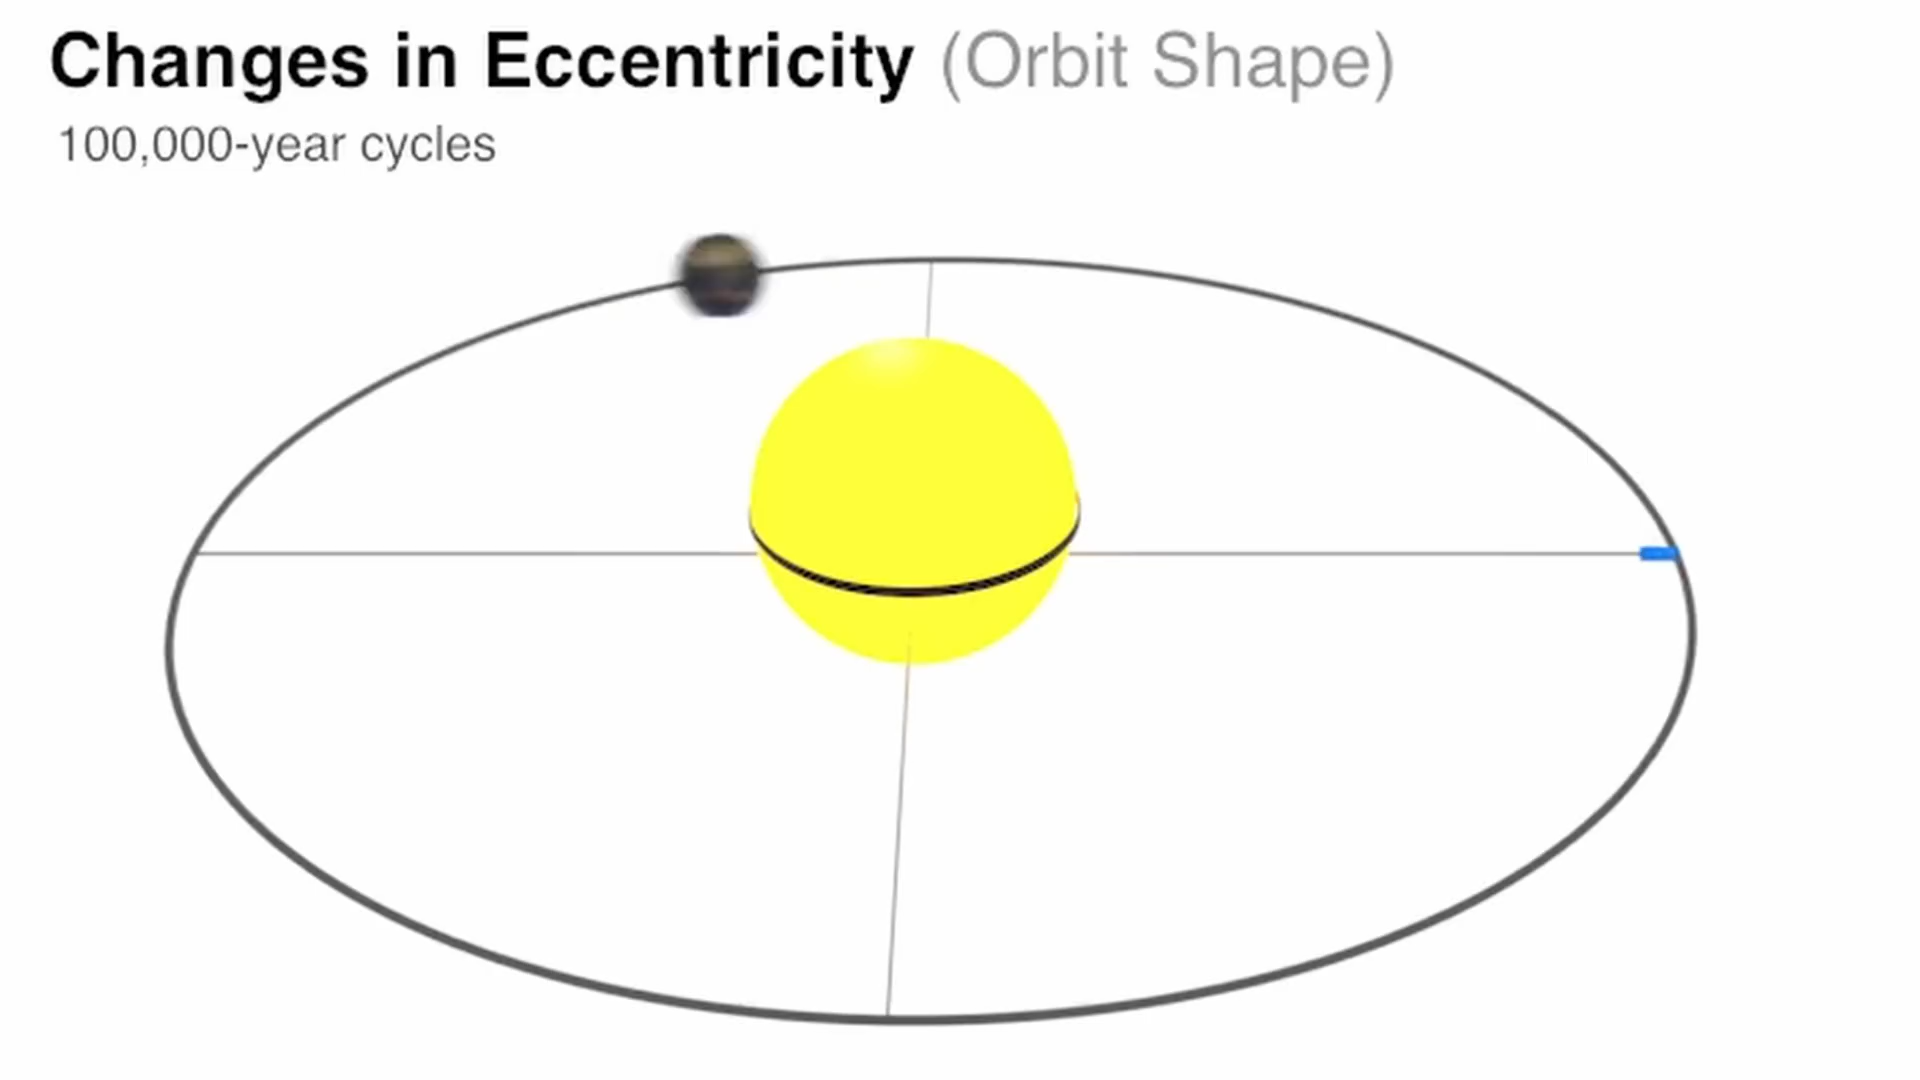 Changes in Eccentricity (Orbit Shape)
100,000-year cycles